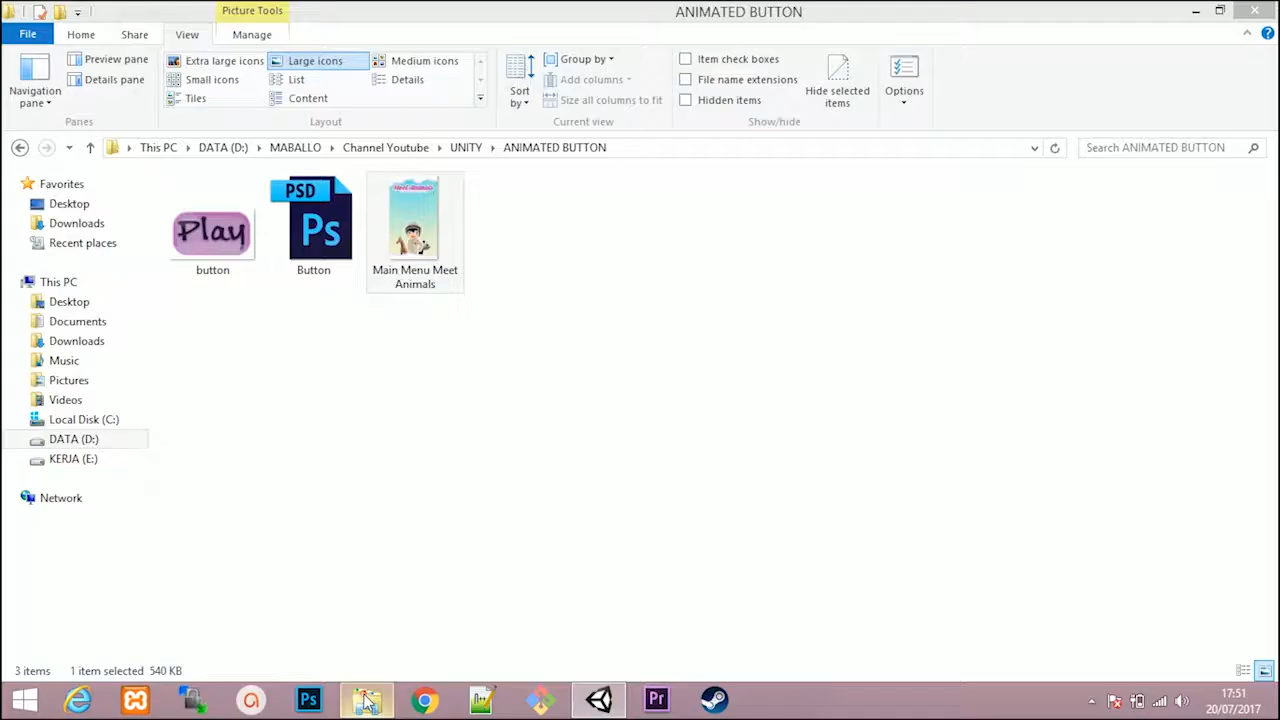 Picture Tools
ANIMATED BUTTON
File
Home
Share
View
Manage
Navigation pane
Preview pane
Details pane
Panes
Extra large icons
Large icons
Medium icons
Small icons
List
Details
Tiles
Content
Layout
Sort by
Group by
Add columns
Size all columns to fit
Current view
Item check boxes
File name extensions
Hidden items
Hide selected items
Show/hide
Options
This PC
DATA (D:)
MABALLO
Channel Youtube
UNITY
ANIMATED BUTTON
Search ANIMATED BUTTON
Favorites
Desktop
Downloads
Recent places
This PC
Desktop
Documents
Downloads
Music
Pictures
Videos
Local Disk (C:)
DATA (D:)
KERJA (E:)
Network
Play
button
PSD
Ps
Button
Meet Animals
Main Menu Meet
Animals
3 items
1 item selected 540 KB
Ps
Pr
17:51
20/07/2017